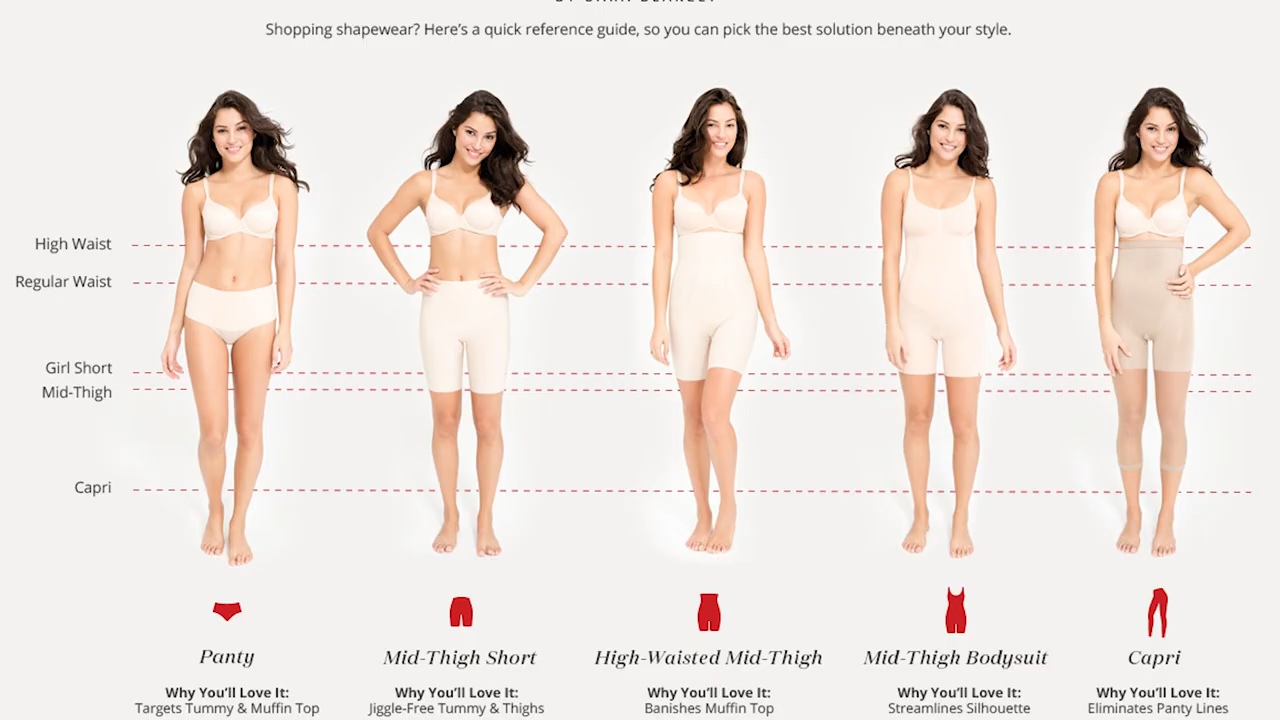 Shopping shapewear? Here's a quick reference guide, so you can pick the best solution beneath your style.
High Waist
Regular Waist
Girl Short
Mid-Thigh
Capri
Panty
Mid-Thigh Short
High-Waisted Mid-Thigh
Mid-Thigh Bodysuit
Capri
Why You'll Love It:
Targets Tummy & Muffin Top
Why You'll Love It:
Jiggle-Free Tummy & Thighs
Why You'll Love It:
Banishes Muffin Top
Why You'll Love It:
Streamlines Silhouette
Why You'll Love It:
Eliminates Panty Lines